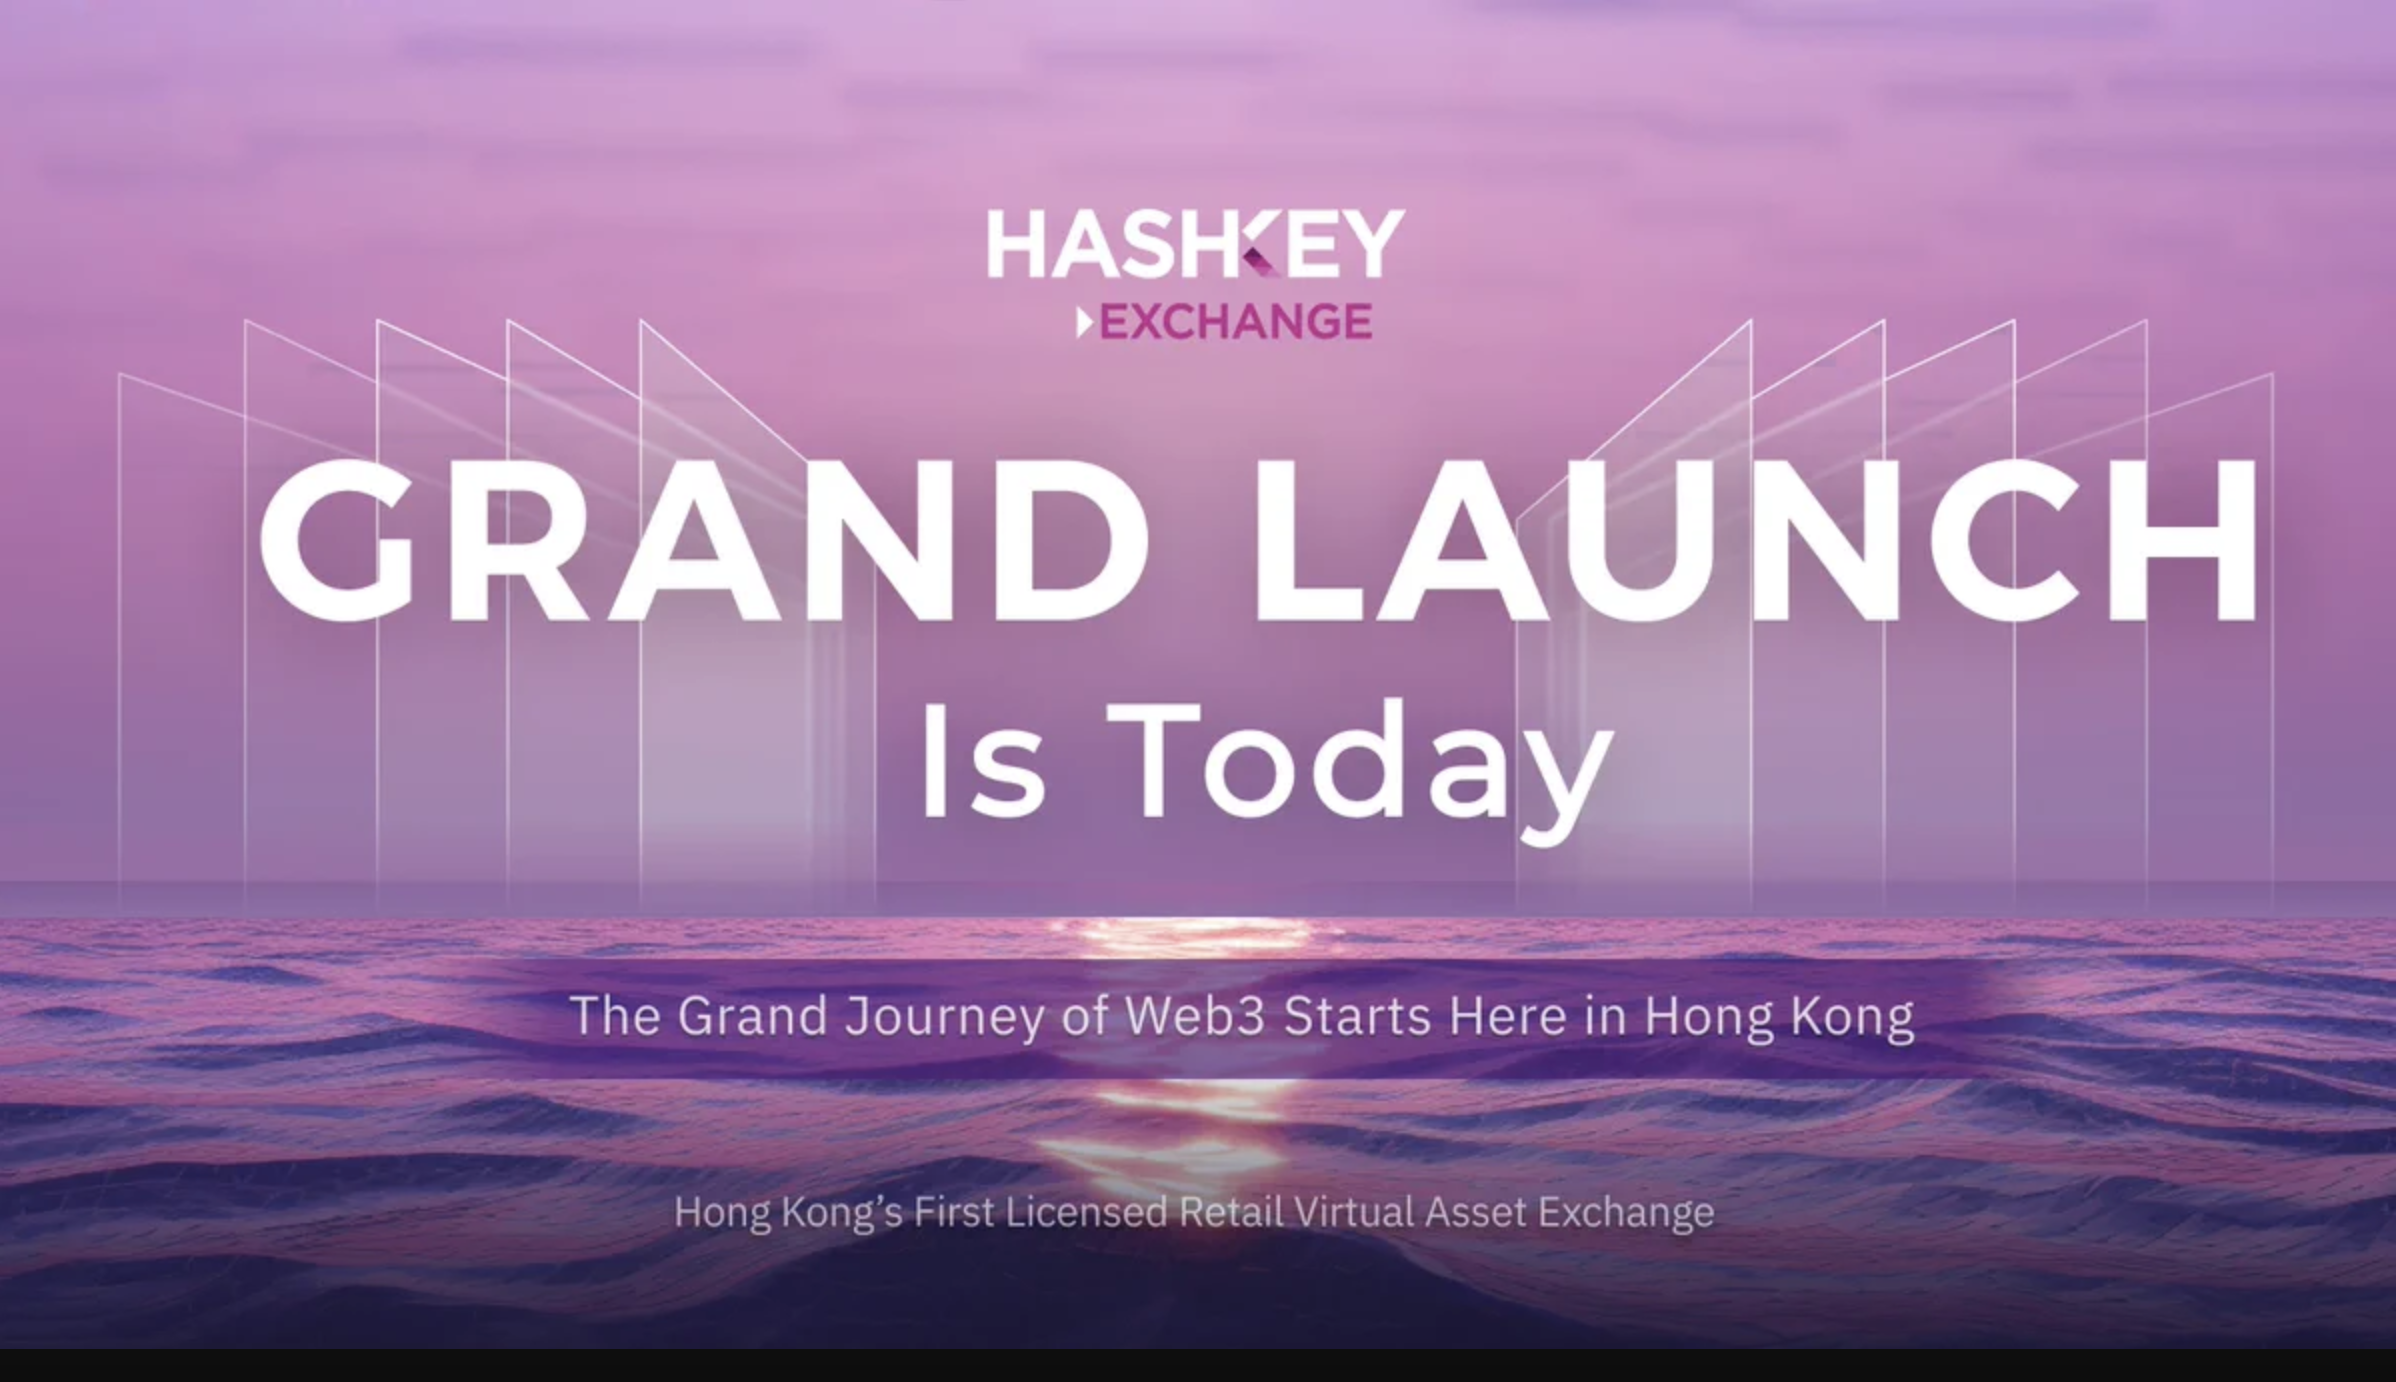 HASHKEY
EXCHANGE
GRAND LAUNCH
Is Today
The Grand Journey of Web3 Starts Here in Hong Kong
Hong Kong’s First Licensed Retail Virtual Asset Exchange